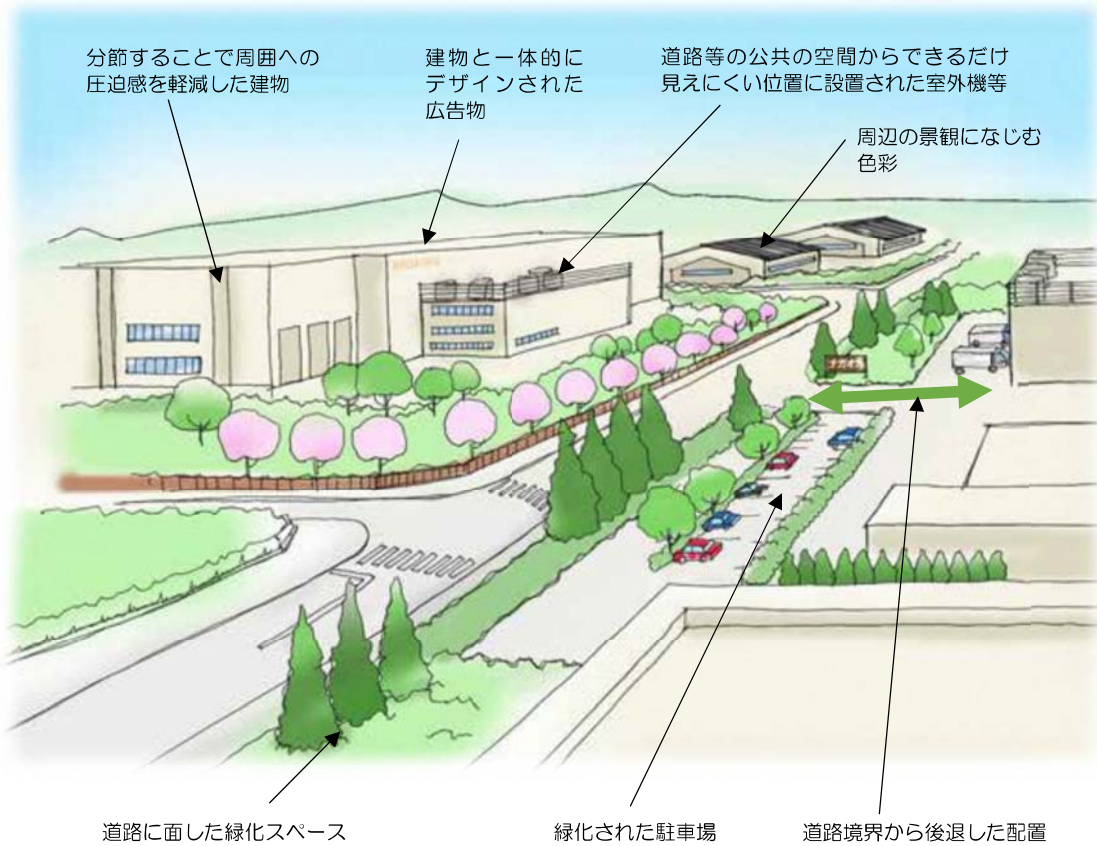 分節することで周囲への
圧迫感を軽減した建物
建物と一体的に
デザインされた
広告物
道路等の公共の空間からできるだけ
見えにくい位置に設置された室外機等
周辺の景観になじむ
色彩
道路に面した緑化スペース
緑化された駐車場
道路境界から後退した配置